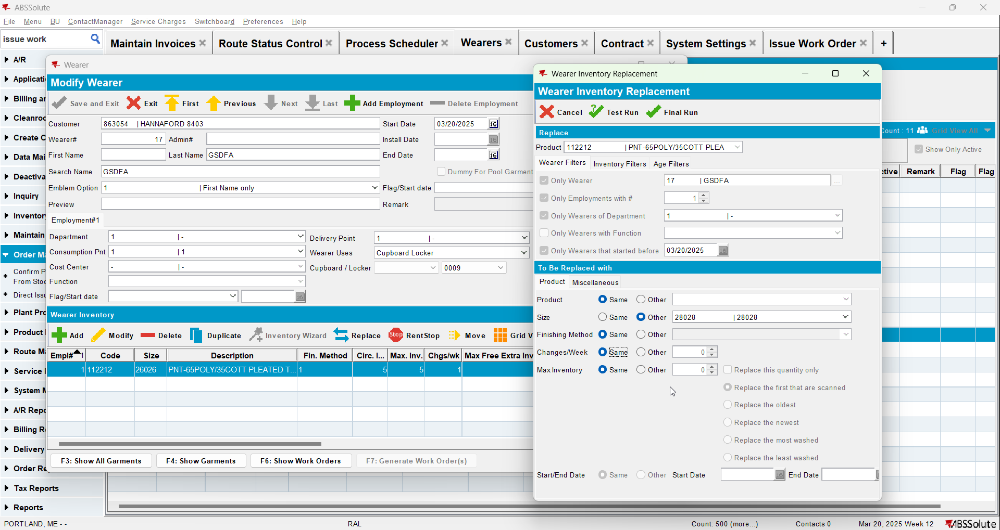 ABSSolute
File Menu BU ContactManager Service Charges Switchboard Preferences Help
issue work
Maintain Invoices Route Status Control Process Scheduler Wearers Customers Contract System Settings Issue Work Order +
A/R
Billing
Inquiry
Maintain
Order
Confirm
From
Direct
Plant
Product
Route
Service
System
A/R
Billing
Delivery
Order
Tax Reports
Reports
Wearer
Modify Wearer
Save and Exit Exit First Previous Next Last Add Employment Delete Employment
Customer 863054 | HANNAFORD 8403 Start Date 03/20/2025 16
Wearer# 17 Admin# Install Date 16
First Name Last Name GSDFA End Date 16
Search Name GSDFA Dummy For Pool Garment
Emblem Option 1 | First Name only Flag/Start date
Preview Remark
Employment#1
Department 1 | - Delivery Point 1 | -
Consumption Pnt 1 | 1 Wearer Uses Cupboard Locker
Cost Center - | - Cupboard / Locker 0009
Function
Flag/Start date 16
Wearer Inventory
Add Modify Delete Duplicate Inventory Wizard Replace Stop RentStop Move Grid V
Empl# 1 Code Size Description Fin. Method Circ. I... Max. Inv. Chgs/wk Max Free Extra Inv
1 112212 26026 PNT-65POLY/35COTT PLEATED T... 1 5 5 1
F3: Show All Garments F4: Show Garments F6: Show Work Orders F7: Generate Work Order(s)
Wearer Inventory Replacement
Wearer Inventory Replacement
Cancel Test Run Final Run
Replace
Product 112212 | PNT-65POLY/35COTT PLEA
Wearer Filters Inventory Filters Age Filters
Only Wearer 17 | GSDFA ...
Only Employments with # 1
Only Wearers of Department 1 | -
Only Wearers with Function
Only Wearers that started before 03/20/2025 16
To Be Replaced with
Product Miscellaneous
Product Same Other
Size Same Other 28028 | 28028
Finishing Method Same Other
Changes/Week Same Other 0
Max Inventory Same Other 0 Replace this quantity only
Replace the first that are scanned
Replace the oldest
Replace the newest
Replace the most washed
Replace the least washed
Start/End Date Same Other Start Date 16 End Date
Count : 11 Grid View All
Show Only Active
Remark Flag Flag
PORTLAND, ME - - RAL Count: 500 (more...) Contacts 0 Mar 20, 2025 Week 12 ABSSolute